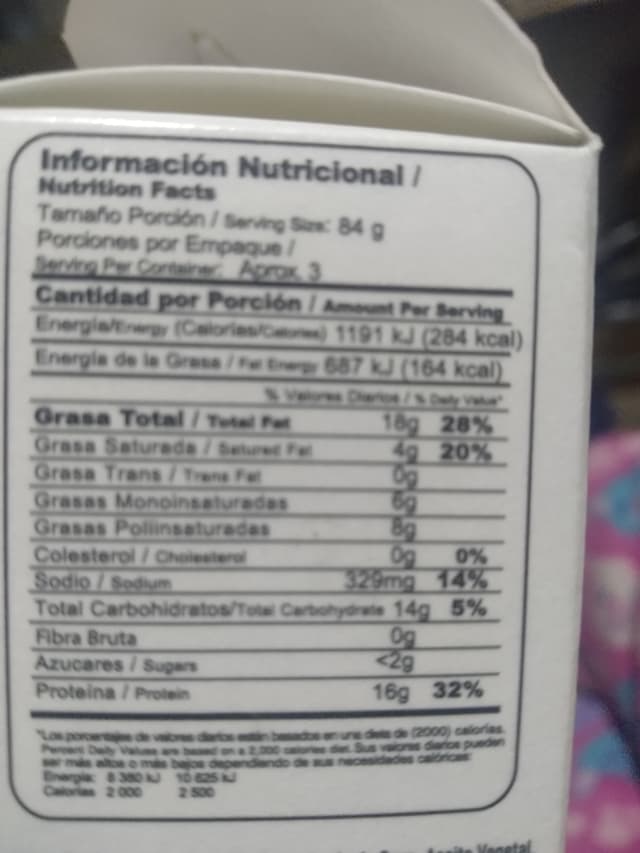 Información Nutricional /
Nutrition Facts
Tamaño Porción / Serving Size: 84 g
Porciones por Empaque /
Serving Per Container: Aprox. 3
Cantidad por Porción / Amount Per Serving
Energía/Energy (Calorías/Calories) 1191 kJ (284 kcal)
Energía de la Grasa / Fat Energy 687 kJ (164 kcal)
% Valores Diarios / % Daily Value*
Grasa Total / Total Fat 18g 28%
Grasa Saturada / Satured Fat 4g 20%
Grasa Trans / Trans Fat 0g
Grasas Monoinsaturadas 6g
Grasas Poliinsaturadas 8g
Colesterol / Cholesterol 0g 0%
Sodio / Sodium 329mg 14%
Total Carbohidratos/Total Carbohydrate 14g 5%
Fibra Bruta 0g
Azucares / Sugars <2g
Proteína / Protein 16g 32%
*Los porcentajes de valores diarios están basados en una dieta de (2000) calorías.
Percent Daily Values are based on a 2,000 calories diet. Sus valores diarios pueden
ser más altos o más bajos dependiendo de sus necesidades calóricas:
Energía: 8 380 kJ 10 625 kJ
Calorías 2 000 2 500
Aceite Vegetal